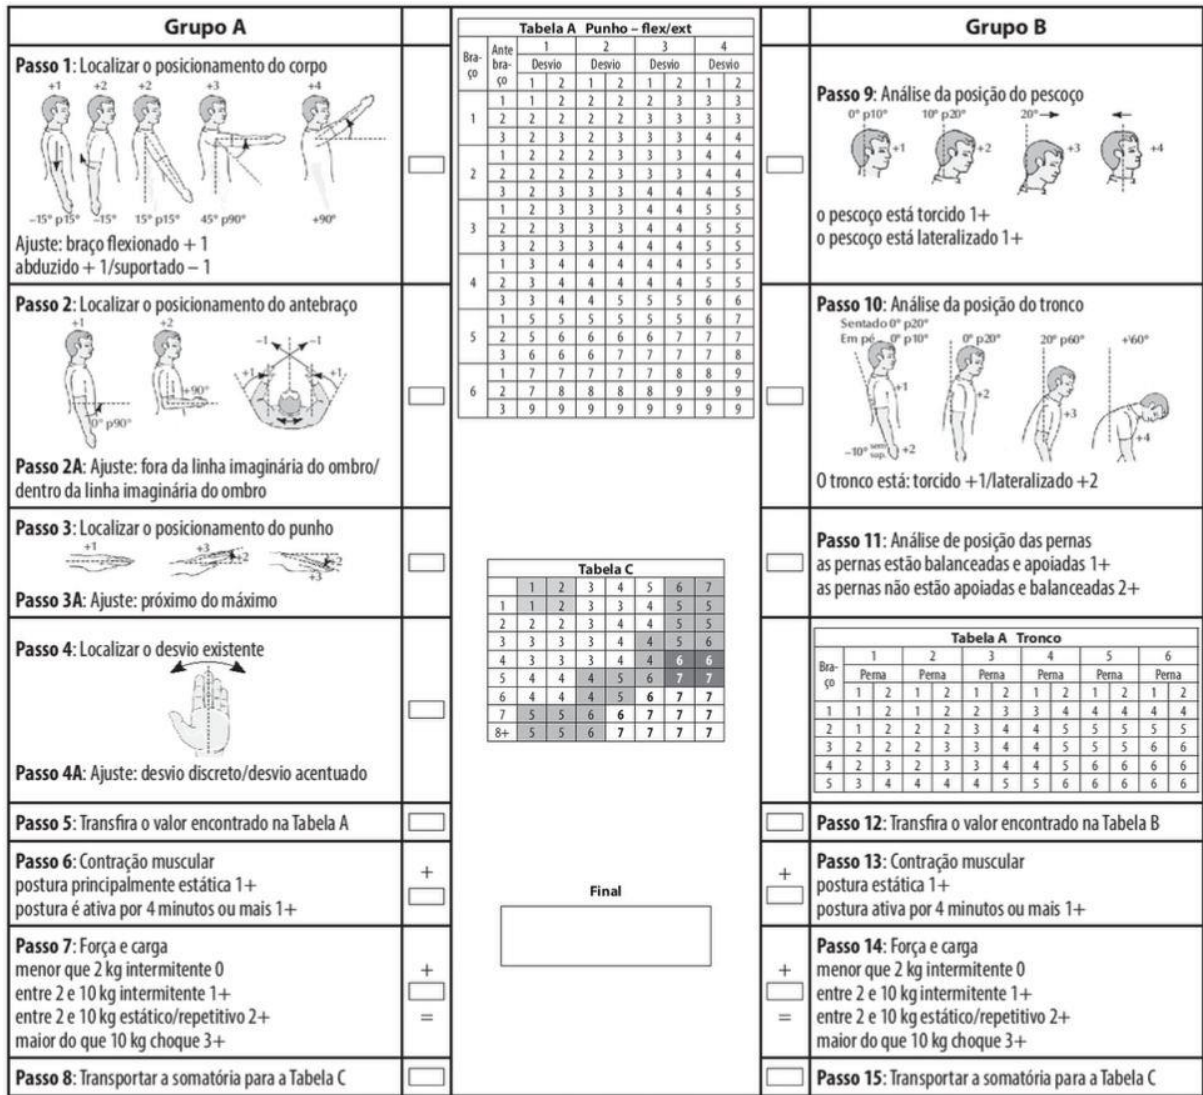 Grupo A
Passo 1: Localizar o posicionamento do corpo
+1 +2 +2 +3 +4
–15° p15° –15° 15° p15° 45° p90° +90°
Ajuste: braço flexionado + 1
abduzido + 1/suportado – 1
Passo 2: Localizar o posicionamento do antebraço
+1 +2 –1 –1
+90° +1 +1
0° p90°
Passo 2A: Ajuste: fora da linha imaginária do ombro/
dentro da linha imaginária do ombro
Passo 3: Localizar o posicionamento do punho
+1 +3 +2 +2
+3
Passo 3A: Ajuste: próximo do máximo
Passo 4: Localizar o desvio existente
Passo 4A: Ajuste: desvio discreto/desvio acentuado
Passo 5: Transfira o valor encontrado na Tabela A
Passo 6: Contração muscular
postura principalmente estática 1+
postura é ativa por 4 minutos ou mais 1+
+
Passo 7: Força e carga
menor que 2 kg intermitente 0
entre 2 e 10 kg intermitente 1+
entre 2 e 10 kg estático/repetitivo 2+
maior do que 10 kg choque 3+
+
=
Passo 8: Transportar a somatória para a Tabela C
Tabela A Punho – flex/ext
Bra-
ço
Ante
bra-
ço
1 2 3 4
Desvio Desvio Desvio Desvio
1 2 1 2 1 2 1 2
1 1 1 2 2 2 2 3 3 3
2 2 2 2 2 3 3 3 3
3 2 3 2 3 3 3 4 4
2 1 2 2 2 3 3 3 4 4
2 2 2 2 3 3 3 4 4
3 2 3 3 3 4 4 4 5
3 1 2 3 3 3 4 4 5 5
2 2 3 3 3 4 4 5 5
3 2 3 3 4 4 4 5 5
4 1 3 4 4 4 4 4 5 5
2 3 4 4 4 4 4 5 5
3 3 4 4 5 5 5 6 6
5 1 5 5 5 5 5 5 6 7
2 5 6 6 6 6 7 7 7
3 6 6 6 7 7 7 7 8
6 1 7 7 7 7 7 8 8 9
2 7 8 8 8 8 9 9 9
3 9 9 9 9 9 9 9 9
Tabela C
1 2 3 4 5 6 7
1 1 2 3 3 4 5 5
2 2 2 3 4 4 5 5
3 3 3 3 4 4 5 6
4 3 3 3 4 4 6 6
5 4 4 4 5 6 7 7
6 4 4 4 5 6 7 7
7 5 5 6 6 7 7 7
8+ 5 5 6 7 7 7 7
Final
Grupo B
Passo 9: Análise da posição do pescoço
0° p10° 10° p20° 20°
+1 +2 +3 +4
o pescoço está torcido 1+
o pescoço está lateralizado 1+
Passo 10: Análise da posição do tronco
Sentado 0° p20°
Em pé – 0° p10° 0° p20° 20° p60° +60°
+1 +2 +3 +4
–10° sem
sup. +2
O tronco está: torcido +1/lateralizado +2
Passo 11: Análise de posição das pernas
as pernas estão balanceadas e apoiadas 1+
as pernas não estão apoiadas e balanceadas 2+
Tabela A Tronco
Bra-
ço
1 2 3 4 5 6
Perna Perna Perna Perna Perna Perna
1 2 1 2 1 2 1 2 1 2 1 2
1 1 2 1 2 2 3 3 4 4 4 4 4
2 1 2 2 2 3 4 4 5 5 5 5 5
3 2 2 2 3 3 4 4 5 5 5 6 6
4 2 3 2 3 3 4 4 5 6 6 6 6
5 3 4 4 4 4 5 5 6 6 6 6 6
Passo 12: Transfira o valor encontrado na Tabela B
Passo 13: Contração muscular
postura estática 1+
postura ativa por 4 minutos ou mais 1+
+
Passo 14: Força e carga
menor que 2 kg intermitente 0
entre 2 e 10 kg intermitente 1+
entre 2 e 10 kg estático/repetitivo 2+
maior do que 10 kg choque 3+
+
=
Passo 15: Transportar a somatória para a Tabela C